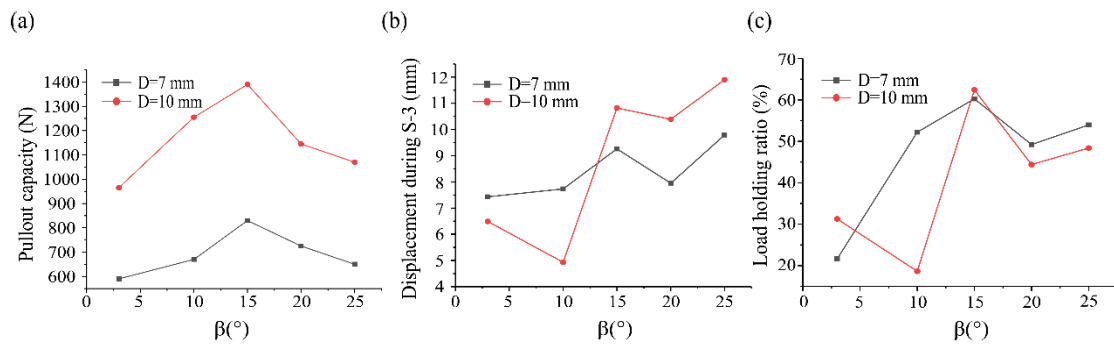 (a)
Pullout capacity (N)
1400
1300
1200
1100
1000
900
800
700
600
D=7 mm
D=10 mm
0 5 10 15 20 25
β(°)
(b)
Displacement during S-3 (mm)
12
11
10
9
8
7
6
5
4
D=7 mm
D−10 mm
0 5 10 15 20 25
β(°)
(c)
Load holding ratio (%)
70
60
50
40
30
20
D−7 mm
D=10 mm
0 5 10 15 20 25
β(°)